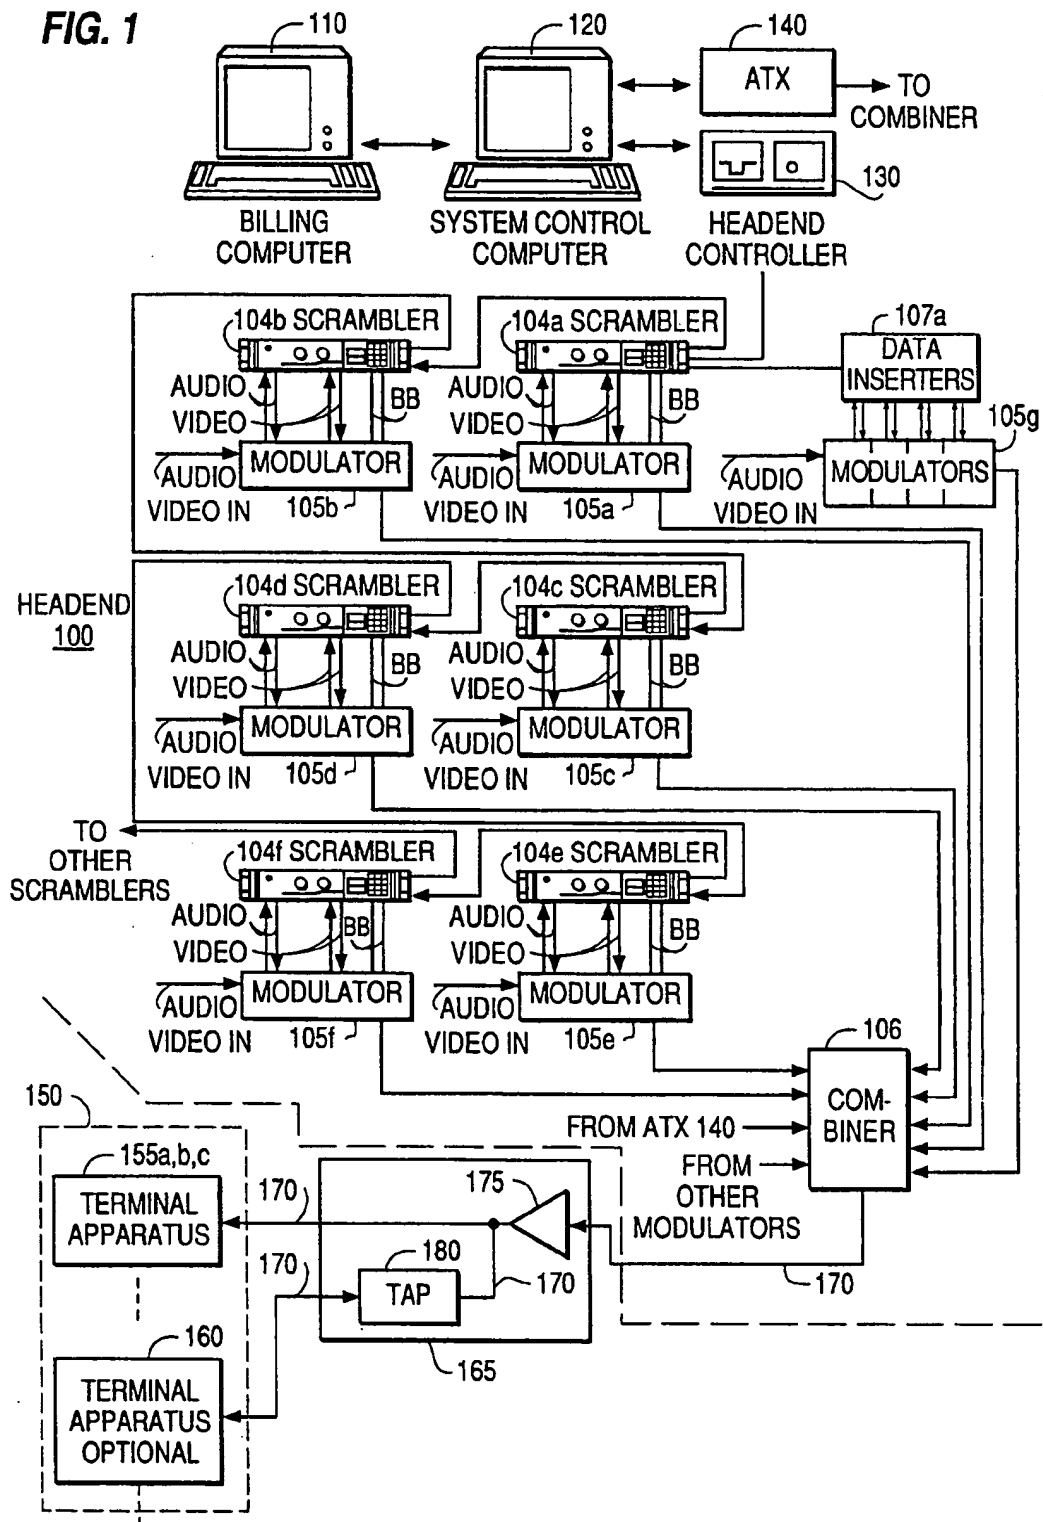 FIG. 1
110
120
140
ATX
TO
COMBINER
130
BILLING
COMPUTER
SYSTEM CONTROL
COMPUTER
HEADEND
CONTROLLER
104b SCRAMBLER
104a SCRAMBLER
107a
DATA
INSERTERS
AUDIO
VIDEO
BB
AUDIO
VIDEO
BB
105g
MODULATOR
MODULATOR
MODULATORS
AUDIO
VIDEO IN
105b
AUDIO
VIDEO IN
105a
AUDIO
VIDEO IN
HEADEND
100
104d SCRAMBLER
104c SCRAMBLER
AUDIO
VIDEO
BB
AUDIO
VIDEO
BB
MODULATOR
MODULATOR
AUDIO
VIDEO IN
105d
AUDIO
VIDEO IN
105c
TO
OTHER
SCRAMBLERS
104f SCRAMBLER
104e SCRAMBLER
AUDIO
VIDEO
BB
AUDIO
VIDEO
BB
MODULATOR
MODULATOR
AUDIO
VIDEO IN
105f
AUDIO
VIDEO IN
105e
106
COM-
BINER
FROM ATX 140
FROM
OTHER
MODULATORS
150
155a,b,c
TERMINAL
APPARATUS
170
175
170
180
TAP
170
170
165
160
TERMINAL
APPARATUS
OPTIONAL